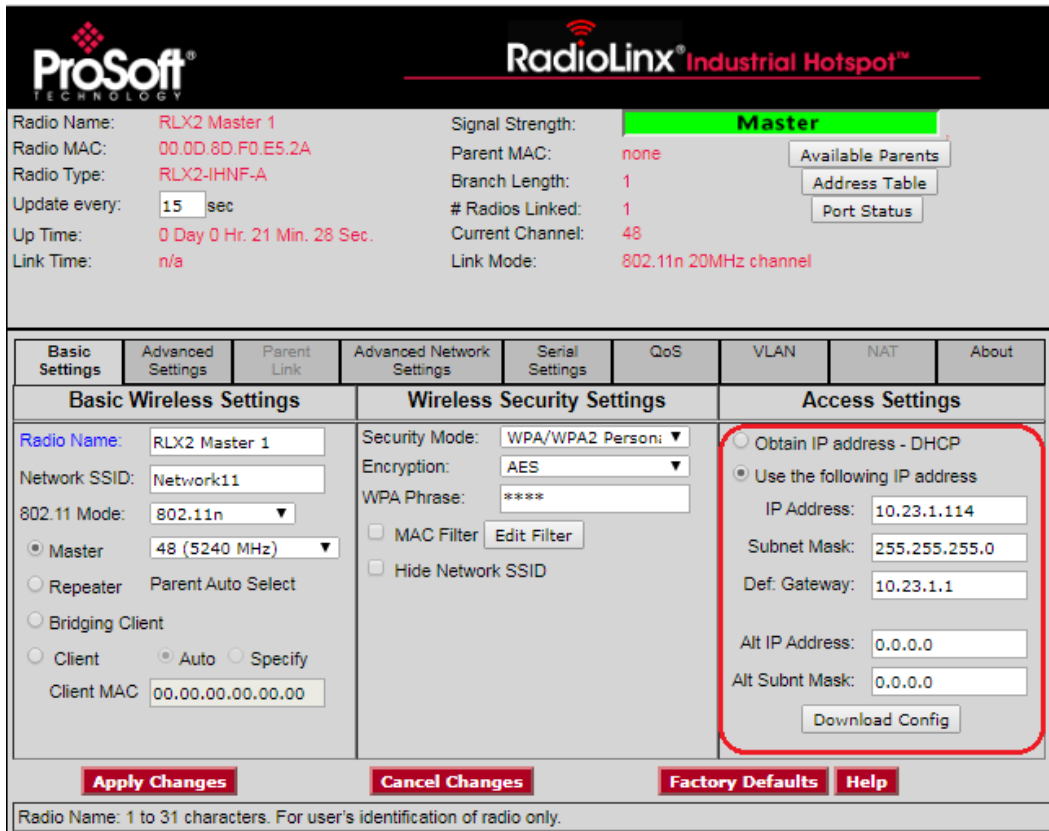 ProSoft®
TECHNOLOGY
RadioLinx® Industrial Hotspot™
Radio Name: RLX2 Master 1
Radio MAC: 00.0D.8D.F0.E5.2A
Radio Type: RLX2-IHNF-A
Update every: 15 sec
Up Time: 0 Day 0 Hr. 21 Min. 28 Sec.
Link Time: n/a
Signal Strength: Master
Parent MAC: none Available Parents
Branch Length: 1 Address Table
# Radios Linked: 1 Port Status
Current Channel: 48
Link Mode: 802.11n 20MHz channel
Basic Settings
Advanced Settings
Parent Link
Advanced Network Settings
Serial Settings
QoS
VLAN
NAT
About
Basic Wireless Settings
Radio Name: RLX2 Master 1
Network SSID: Network11
802.11 Mode: 802.11n
Master 48 (5240 MHz)
Repeater Parent Auto Select
Bridging Client
Client Auto Specify
Client MAC 00.00.00.00.00.00
Wireless Security Settings
Security Mode: WPA/WPA2 Persona
Encryption: AES
WPA Phrase: ****
MAC Filter Edit Filter
Hide Network SSID
Access Settings
Obtain IP address - DHCP
Use the following IP address
IP Address: 10.23.1.114
Subnet Mask: 255.255.255.0
Def: Gateway: 10.23.1.1
Alt IP Address: 0.0.0.0
Alt Subnt Mask: 0.0.0.0
Download Config
Apply Changes Cancel Changes Factory Defaults Help
Radio Name: 1 to 31 characters. For user's identification of radio only.